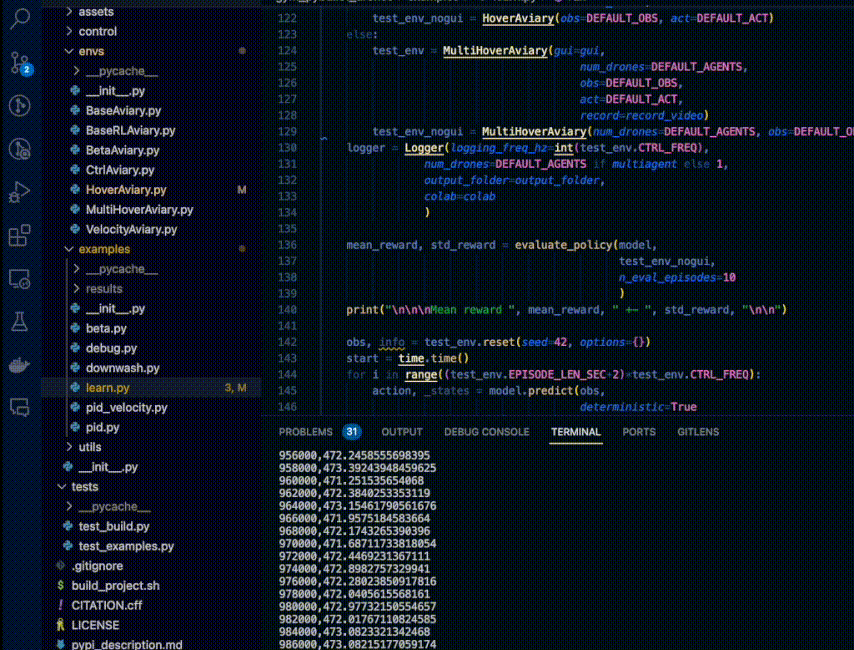 assets
control
envs
__pycache__
__init__.py
BaseAviary.py
BaseRLAviary.py
BetaAviary.py
CtrlAviary.py
HoverAviary.py M
MultiHoverAviary.py
VelocityAviary.py
examples
__pycache__
results
__init__.py
beta.py
debug.py
downwash.py
learn.py 3, M
pid_velocity.py
pid.py
utils
__init__.py
tests
__pycache__
test_build.py
test_examples.py
.gitignore
$ build_project.sh
! CITATION.cff
LICENSE
pypi_description.md
2
122 test_env_nogui = HoverAviary(obs=DEFAULT_OBS, act=DEFAULT_ACT)
123 else:
124 test_env = MultiHoverAviary(gui=gui,
125 num_drones=DEFAULT_AGENTS,
126 obs=DEFAULT_OBS,
127 act=DEFAULT_ACT,
128 record=record_video)
129 test_env_nogui = MultiHoverAviary(num_drones=DEFAULT_AGENTS, obs=DEFAULT_OB
130 logger = Logger(logging_freq_hz=int(test_env.CTRL_FREQ),
131 num_drones=DEFAULT_AGENTS if multiagent else 1,
132 output_folder=output_folder,
133 colab=colab
134 )
135
136 mean_reward, std_reward = evaluate_policy(model,
137 test_env_nogui,
138 n_eval_episodes=10
139 )
140 print("\n\n\nMean reward ", mean_reward, " +- ", std_reward, "\n\n")
141
142 obs, info = test_env.reset(seed=42, options={})
143 start = time.time()
144 for i in range((test_env.EPISODE_LEN_SEC+2)*test_env.CTRL_FREQ):
145 action, _states = model.predict(obs,
146 deterministic=True
PROBLEMS 31 OUTPUT DEBUG CONSOLE TERMINAL PORTS GITLENS
956000,472.2458555698395
958000,473.39243948459625
960000,471.251535654068
962000,472.3840253353119
964000,473.15461790561676
966000,471.9575184583664
968000,472.1743265390396
970000,471.68711733818054
972000,472.4469231367111
974000,472.8982757329941
976000,472.28023850917816
978000,472.0405615568161
980000,472.97732150554657
982000,472.01767110824585
984000,473.0823321342468
986000,473.08215177059174